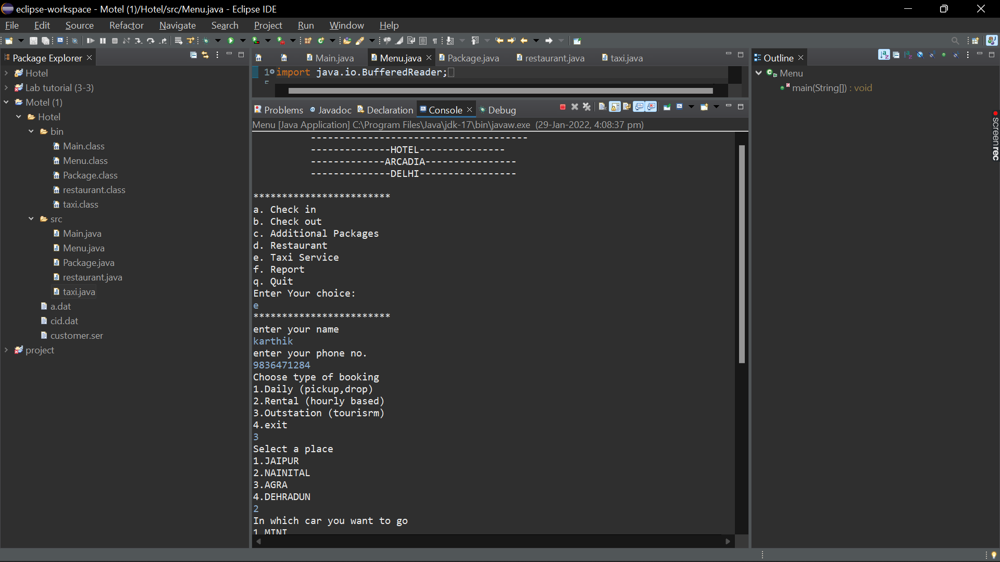 eclipse-workspace - Motel (1)/Hotel/src/Menu.java - Eclipse IDE
File Edit Source Refactor Navigate Search Project Run Window Help
Package Explorer
Hotel
Lab tutorial (3-3)
Motel (1)
Hotel
bin
Main.class
Menu.class
Package.class
restaurant.class
taxi.class
src
Main.java
Menu.java
Package.java
restaurant.java
taxi.java
a.dat
cid.dat
customer.ser
project
Main.java Menu.java Package.java restaurant.java taxi.java
1 import java.io.BufferedReader;
Problems Javadoc Declaration Console Debug
Menu [Java Application] C:\Program Files\Java\jdk-17\bin\javaw.exe (29-Jan-2022, 4:08:37 pm)
--------------------------------------
--------------HOTEL---------------
-------------ARCADIA----------------
--------------DELHI-----------------
************************
a. Check in
b. Check out
c. Additional Packages
d. Restaurant
e. Taxi Service
f. Report
q. Quit
Enter Your choice:
e
************************
enter your name
karthik
enter your phone no.
9836471284
Choose type of booking
1.Daily (pickup,drop)
2.Rental (hourly based)
3.Outstation (tourisrm)
4.exit
3
Select a place
1.JAIPUR
2.NAINITAL
3.AGRA
4.DEHRADUN
2
In which car you want to go
1 MINI
Outline
Menu
main(String[]) : void
screenrec